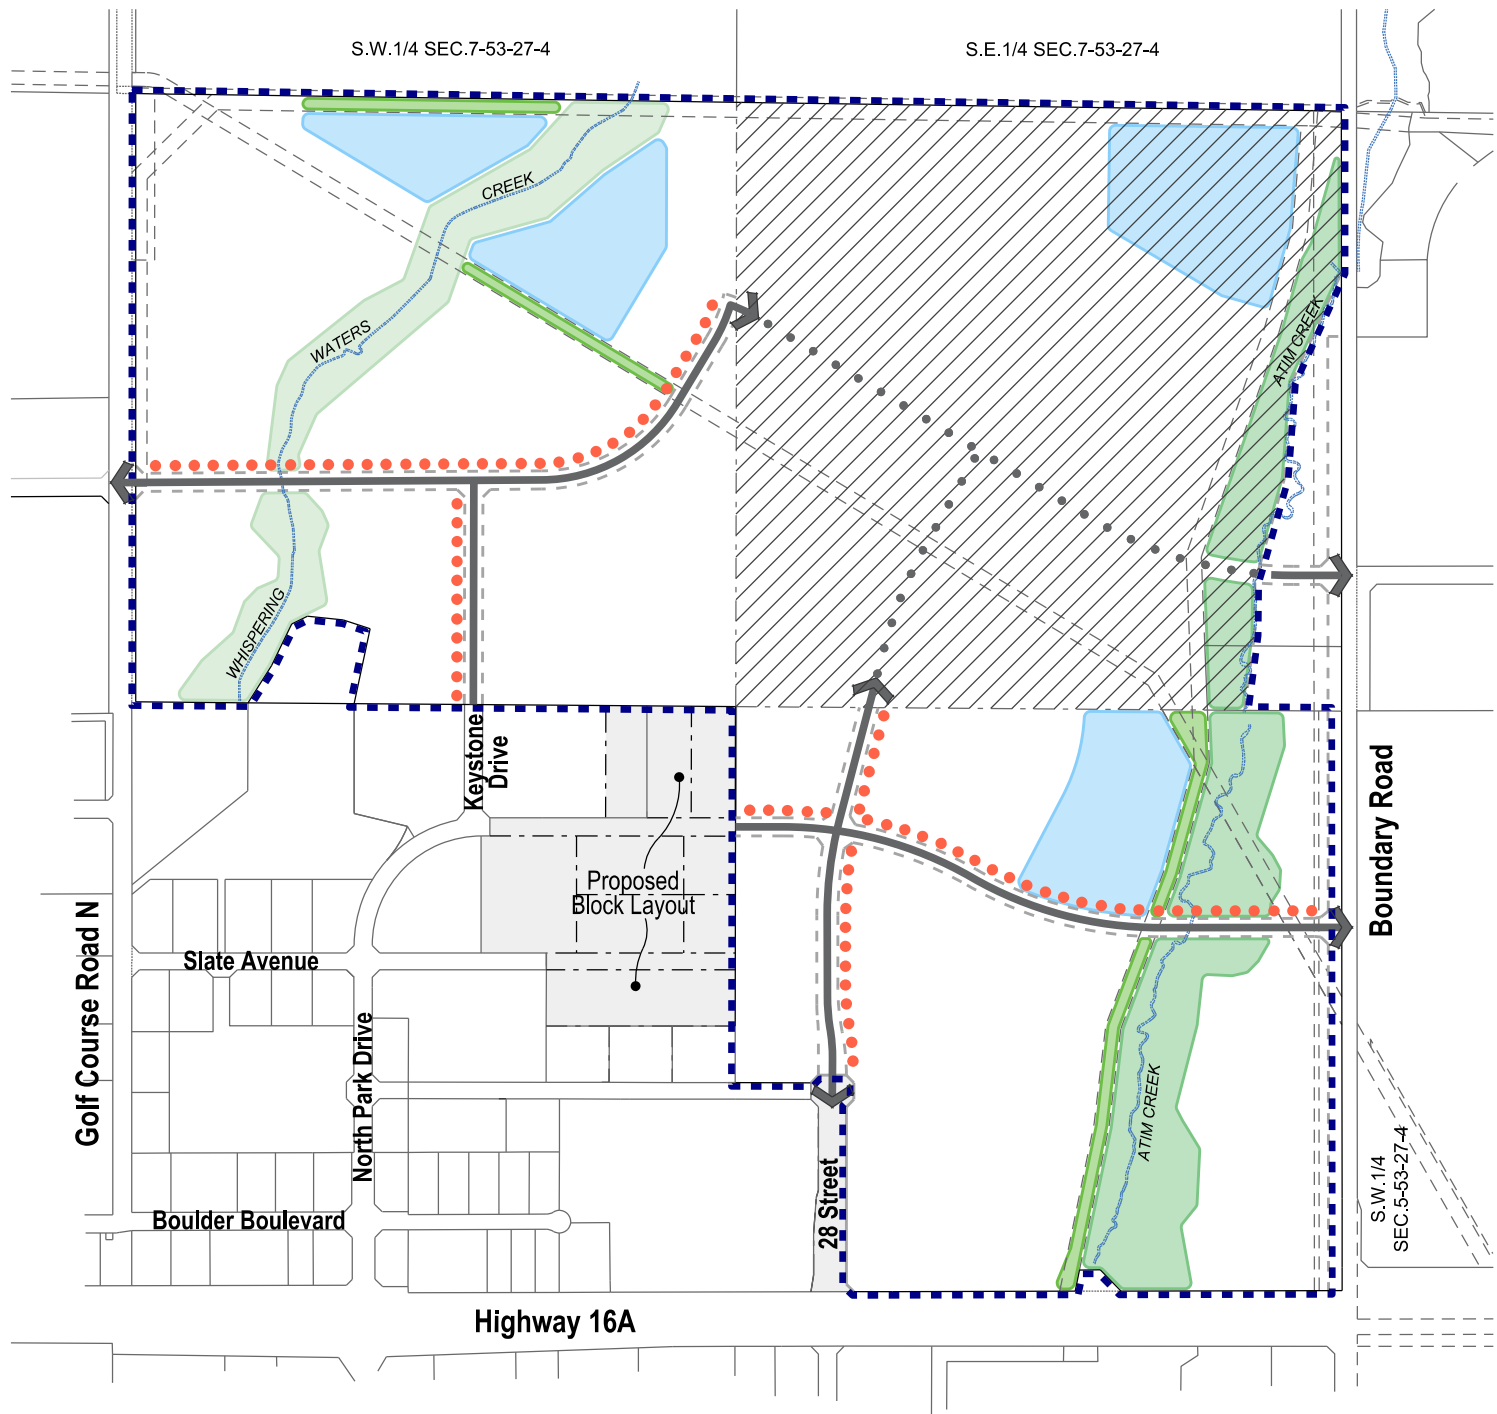 S.W.1/4 SEC.7-53-27-4
S.E.1/4 SEC.7-53-27-4
CREEK
WATERS
WHISPERING
ATIM CREEK
Keystone
Drive
Proposed
Block Layout
Boundary Road
Golf Course Road N
Slate Avenue
North Park Drive
ATIM CREEK
28 Street
S.W.1/4
SEC.5-53-27-4
Boulder Boulevard
Highway 16A